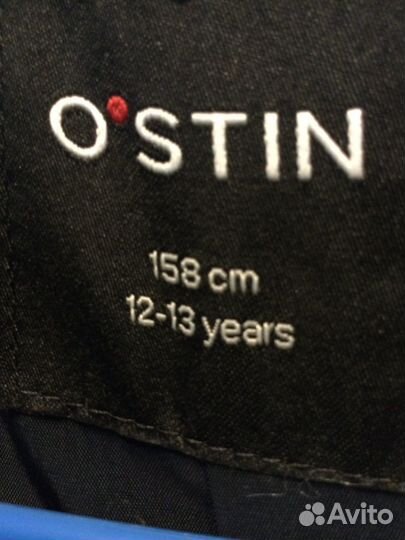 O'STIN
158 cm
12-13 years
Avito